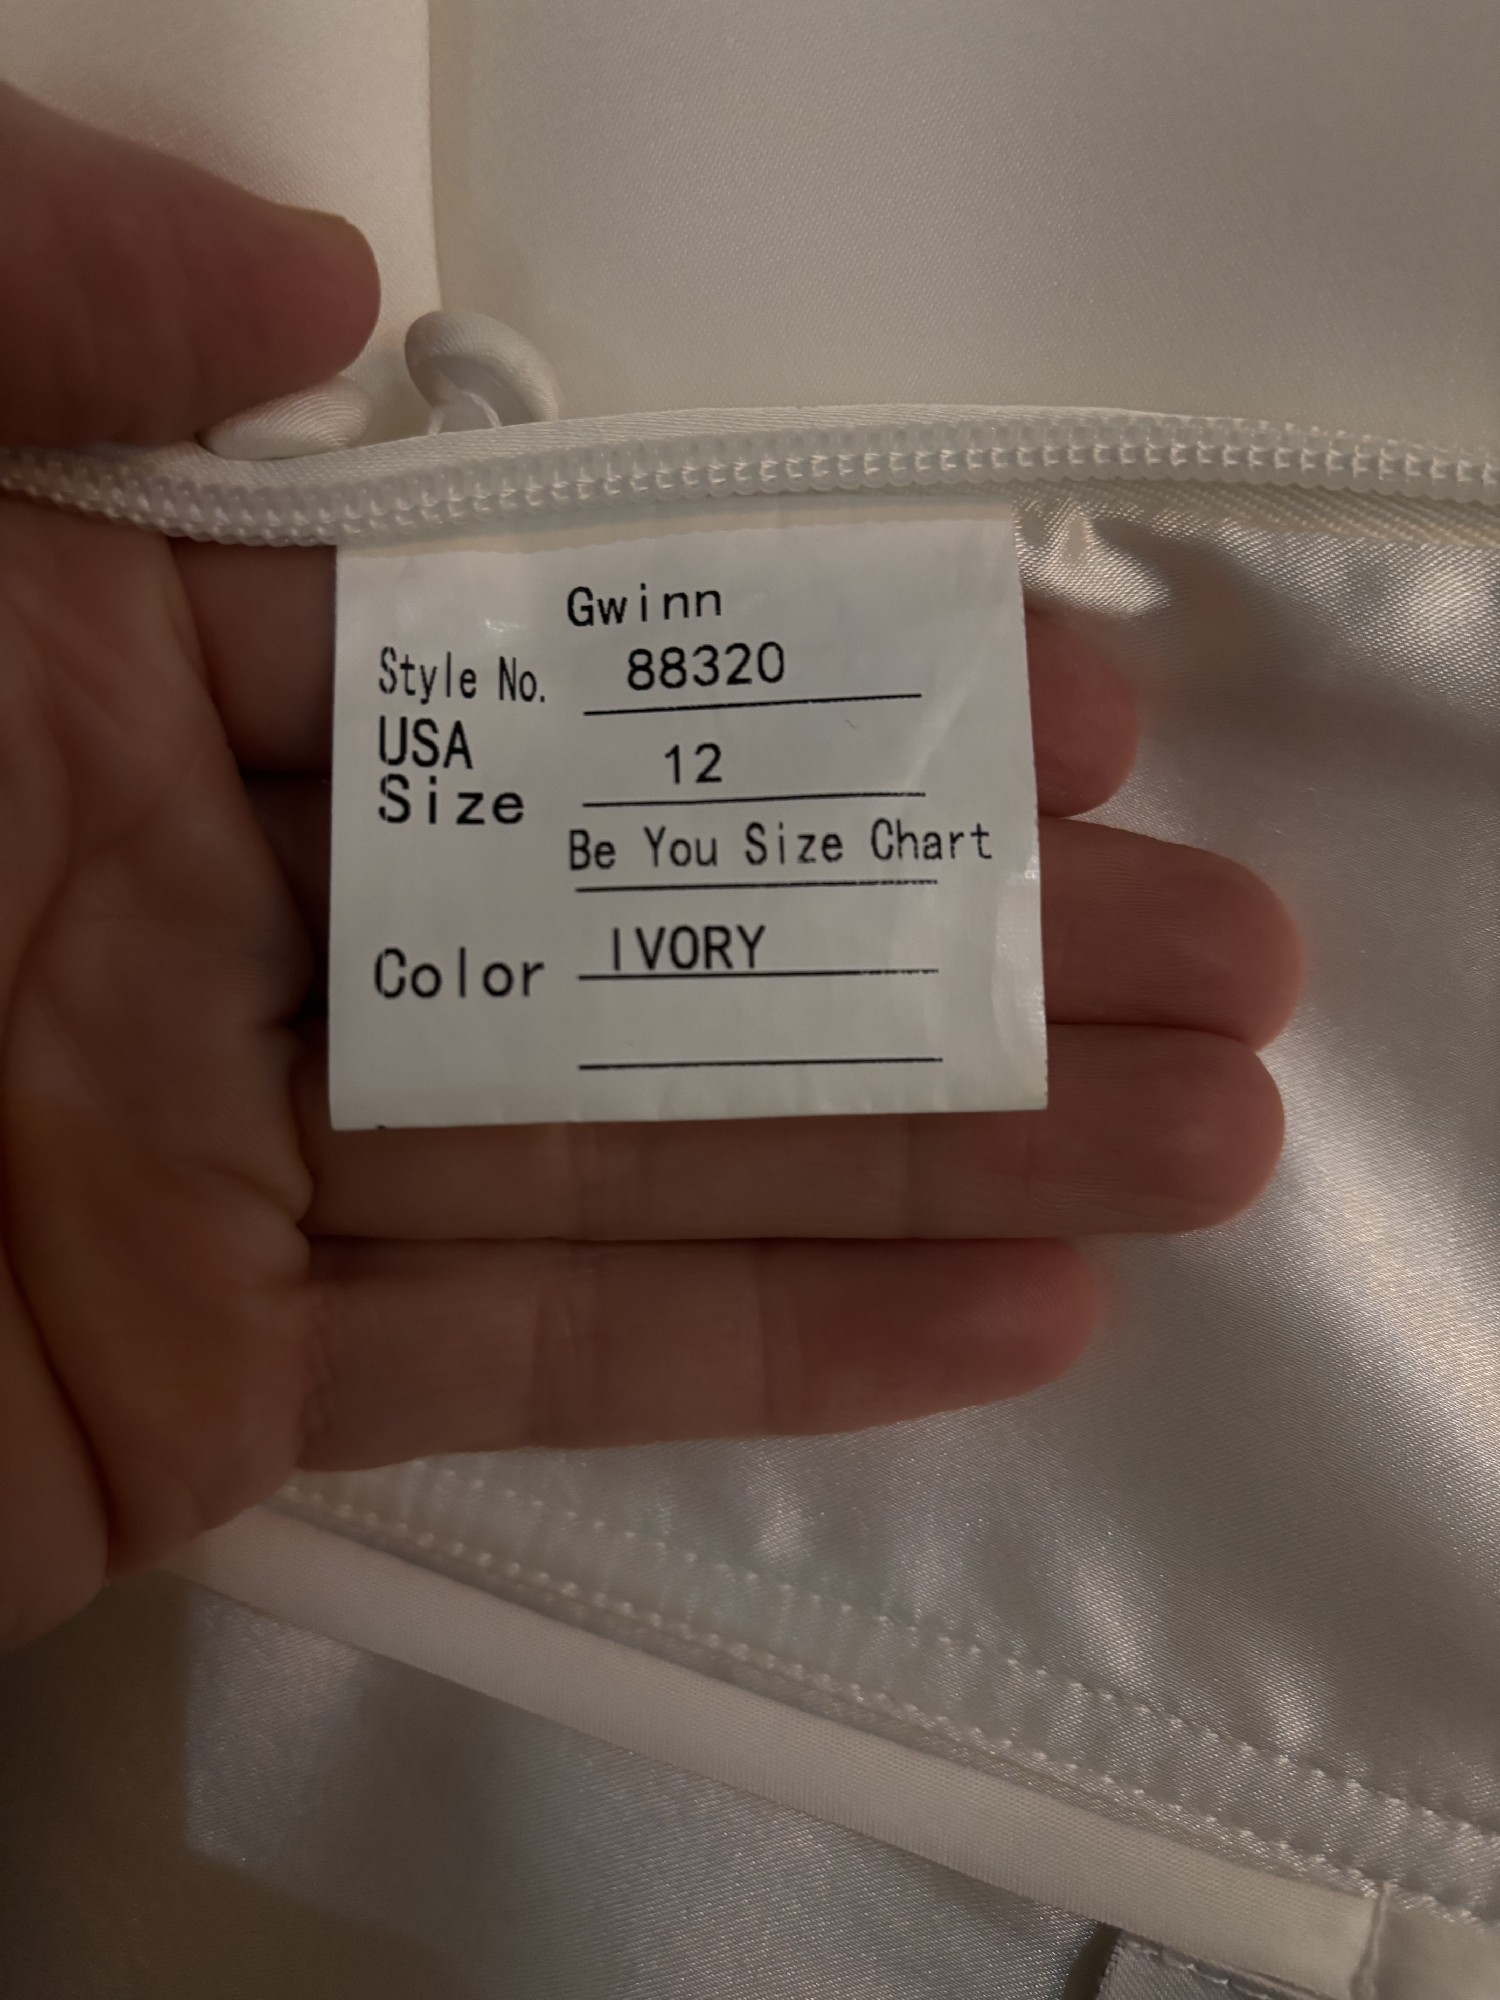 Gwinn
Style No. 88320
USA
Size 12
Be You Size Chart
Color IVORY